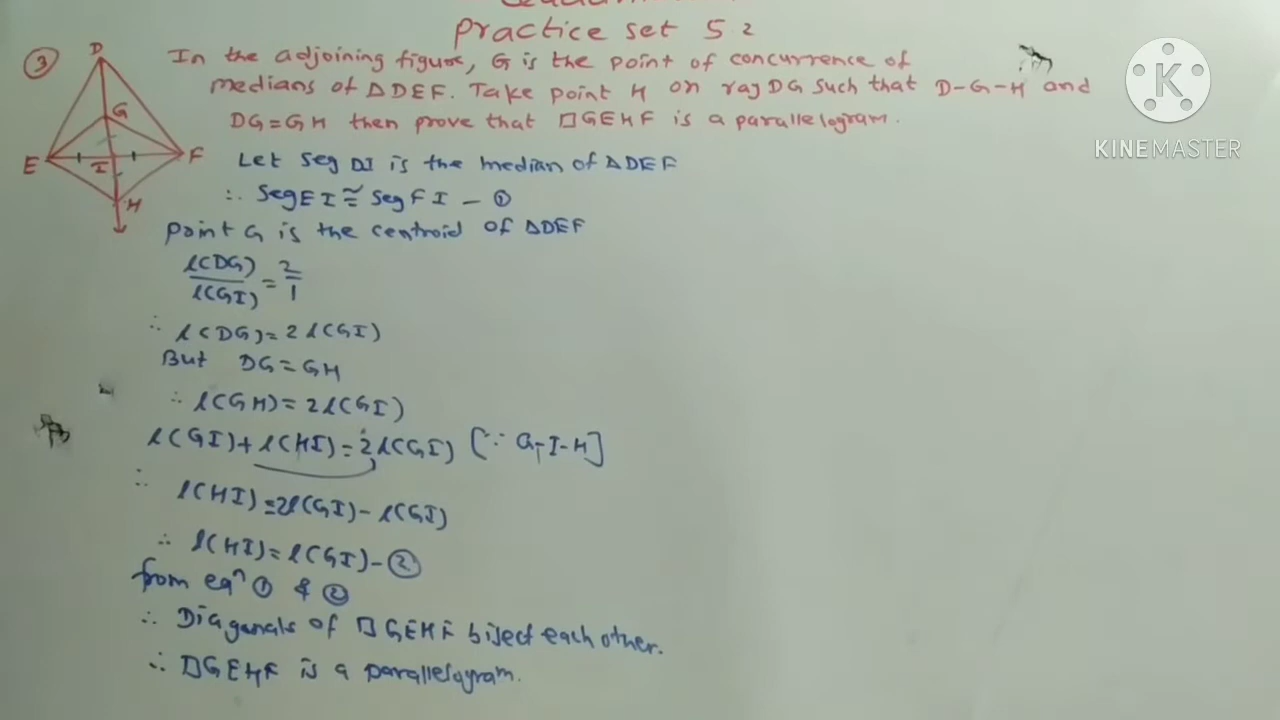 Practice set 5 2
③ In the adjoining figure, G is the point of concurrence of
medians of ΔDEF. Take point H on ray DG such that D-G-H and
DG=GH then prove that □GEHF is a parallelogram.
D
G
E
I
F
H
K
KINEMASTER
Let seg DI is the median of ΔDEF
∴ seg EI ≅ seg FI - ①
point G is the centroid of ΔDEF
l(DG)/l(GI) = 2/1
∴ l(DG)= 2 l(GI)
But DG=GH
∴ l(GH)= 2l(GI)
l(GI)+ l(HI)= 2l(GI) [∵ G-I-H]
∴ l(HI)=2l(GI)- l(GI)
∴ l(HI)= l(GI)- ②
from eqⁿ ① & ②
∴ Diagonals of □GEHF bisect each other.
∴ □GEHF is a parallelogram.